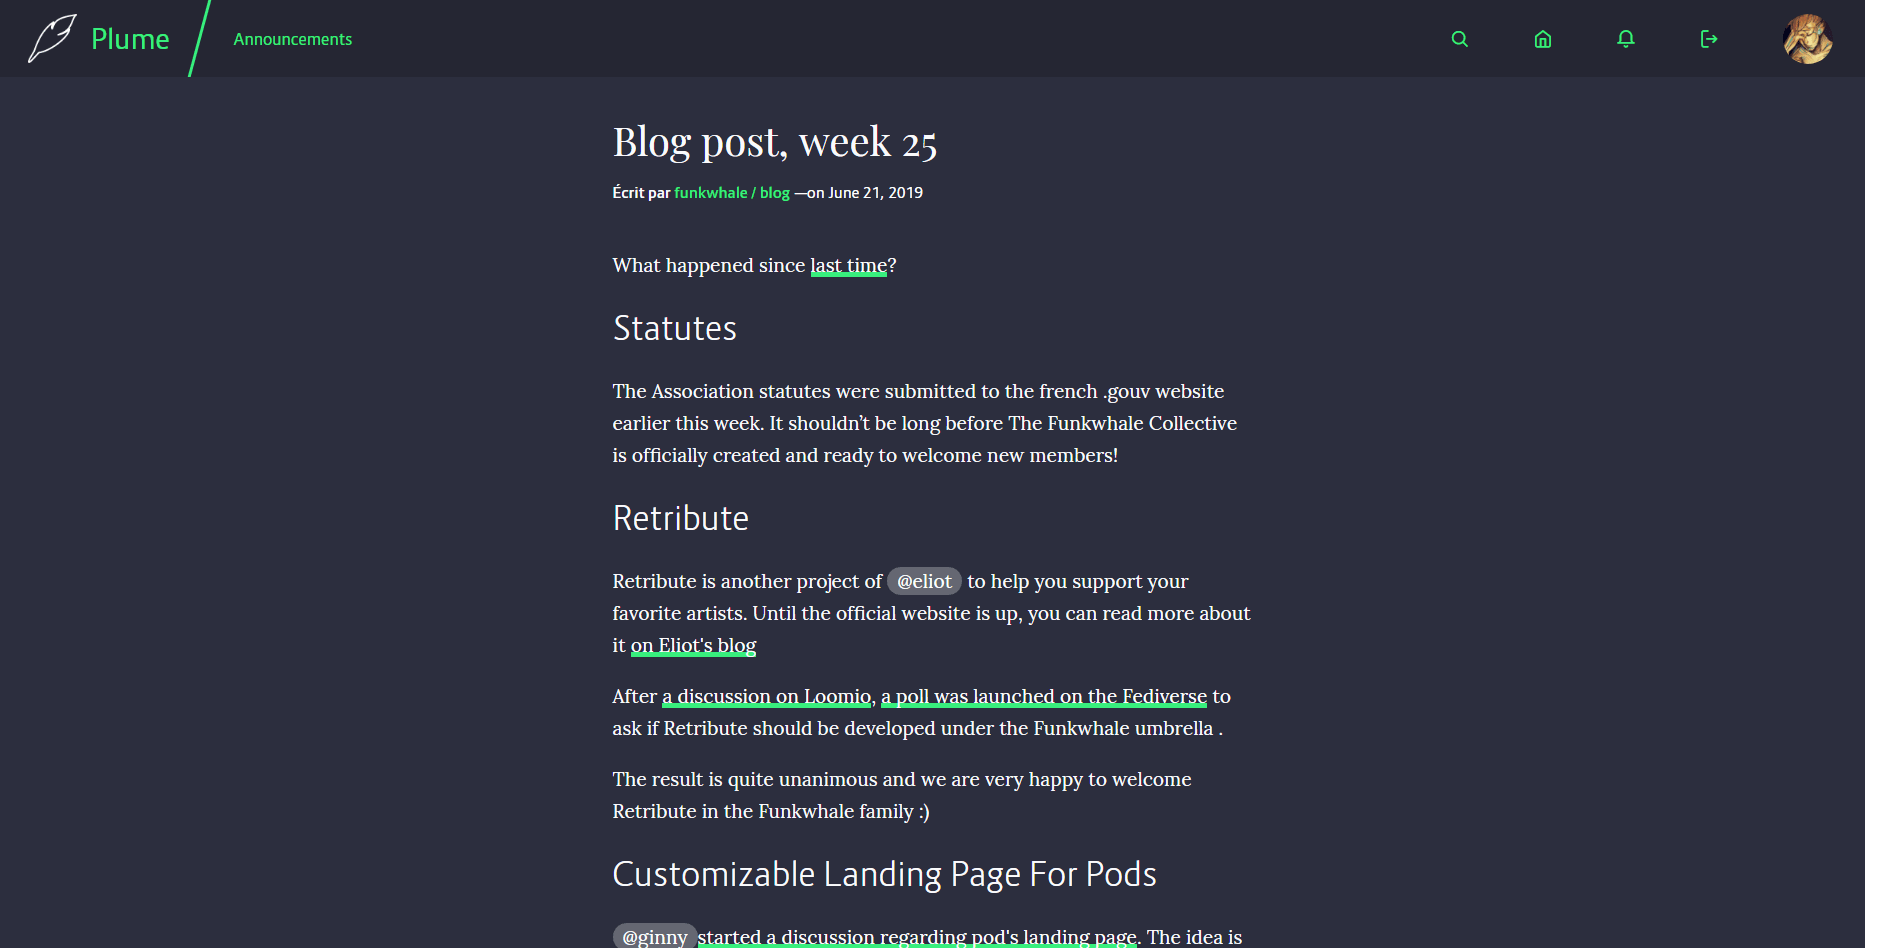 Plume
Announcements
Blog post, week 25
Écrit par funkwhale / blog —on June 21, 2019
What happened since last time?
Statutes
The Association statutes were submitted to the french .gouv website
earlier this week. It shouldn’t be long before The Funkwhale Collective
is officially created and ready to welcome new members!
Retribute
Retribute is another project of @eliot to help you support your
favorite artists. Until the official website is up, you can read more about
it on Eliot's blog
After a discussion on Loomio, a poll was launched on the Fediverse to
ask if Retribute should be developed under the Funkwhale umbrella .
The result is quite unanimous and we are very happy to welcome
Retribute in the Funkwhale family :)
Customizable Landing Page For Pods
@ginny started a discussion regarding pod's landing page. The idea is